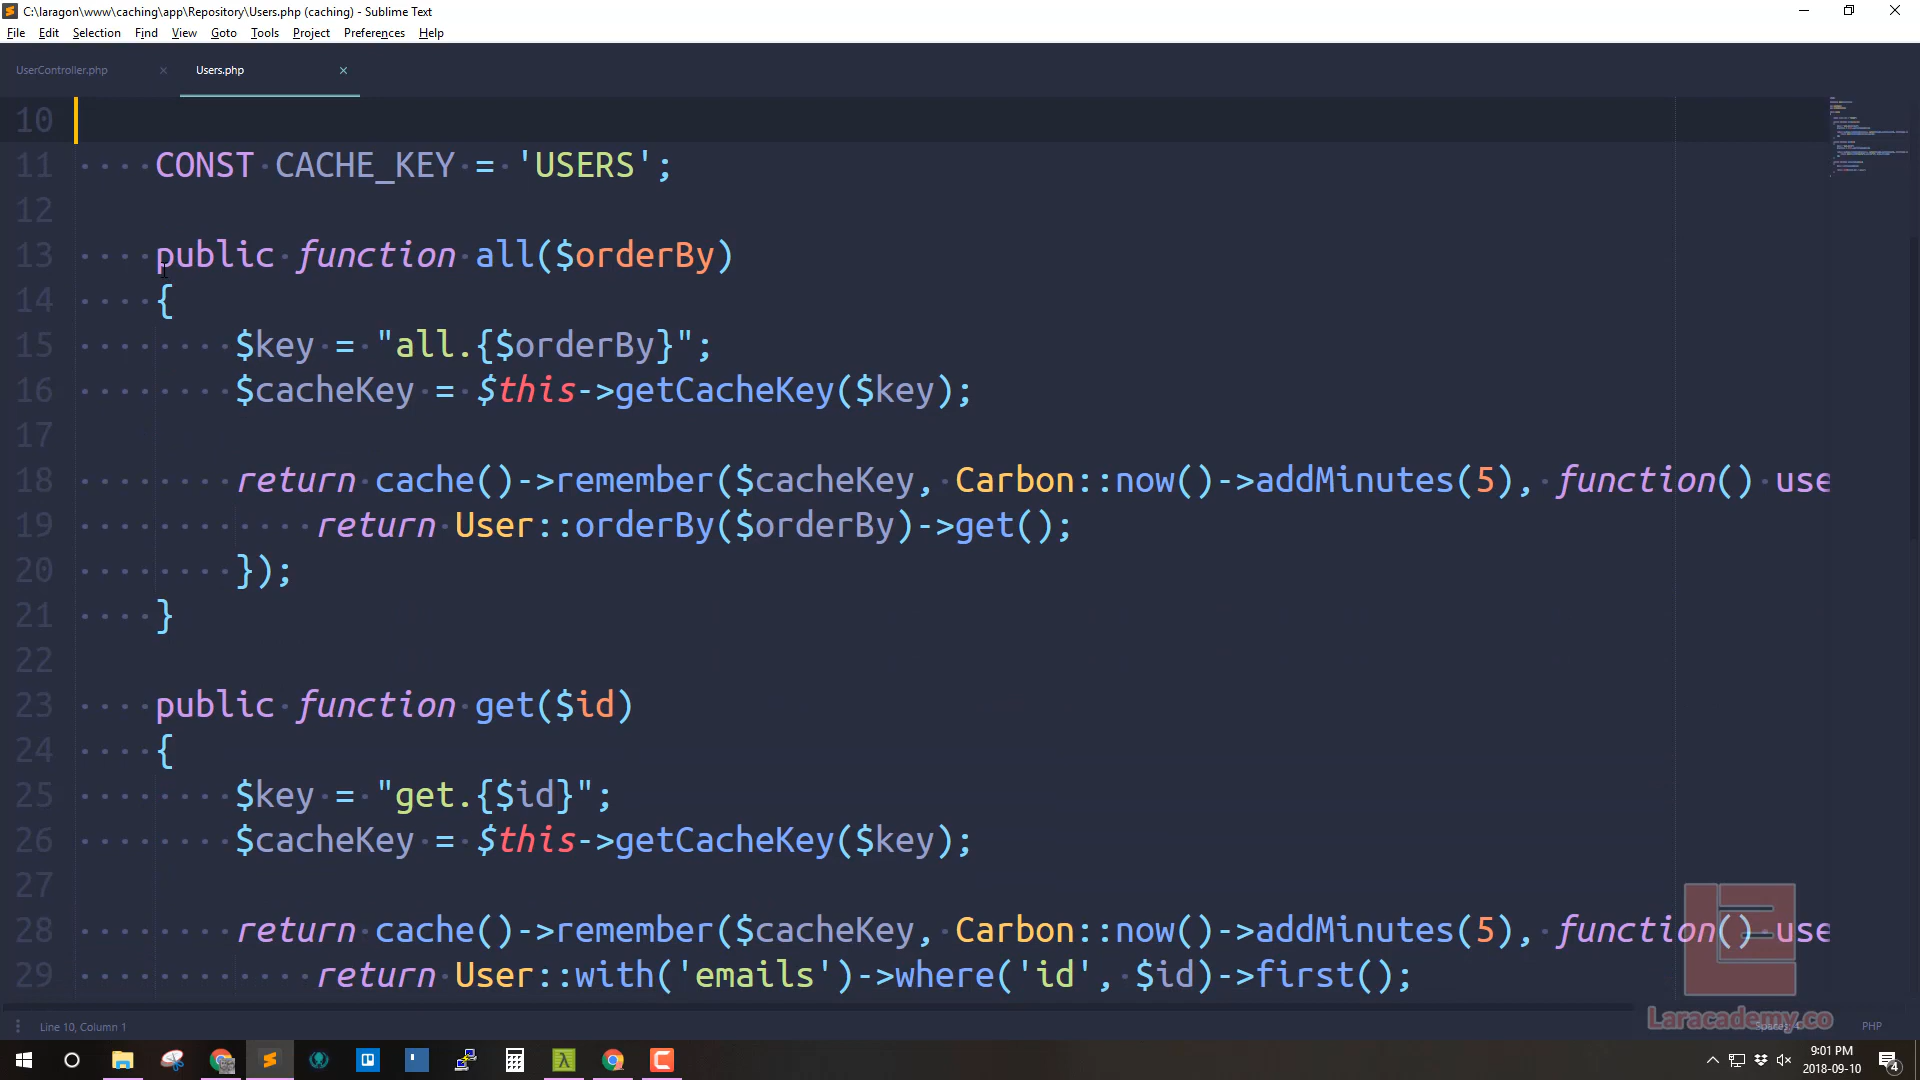 C:\laragon\www\caching\app\Repository\Users.php (caching) - Sublime Text
File Edit Selection Find View Goto Tools Project Preferences Help
UserController.php × Users.php ×
10
11 CONST CACHE_KEY = 'USERS';
12
13 public function all($orderBy)
14 {
15 $key = "all.{$orderBy}";
16 $cacheKey = $this->getCacheKey($key);
17
18 return cache()->remember($cacheKey, Carbon::now()->addMinutes(5), function() use
19 return User::orderBy($orderBy)->get();
20 });
21 }
22
23 public function get($id)
24 {
25 $key = "get.{$id}";
26 $cacheKey = $this->getCacheKey($key);
27
28 return cache()->remember($cacheKey, Carbon::now()->addMinutes(5), function() use
29 return User::with('emails')->where('id', $id)->first();
Laracademy.co
Line 10, Column 1 Spaces: 4 PHP
9:01 PM
2018-09-10
4